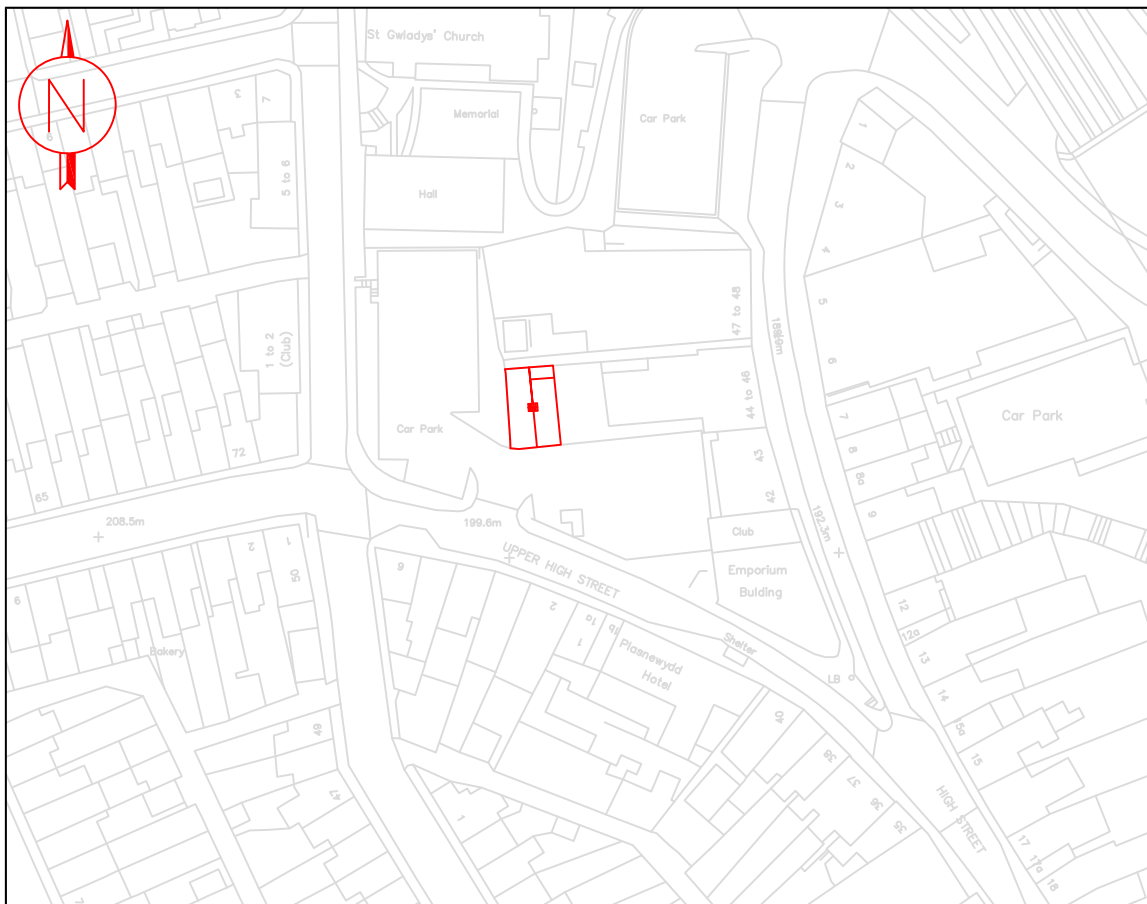 N
St Gwladys' Church
Memorial
Car Park
Hall
3
7
5 to 6
1 to 2
(Club)
72
65
208.5m
Car Park
199.6m
UPPER HIGH STREET
47 to 48
44 to 46
43
42
Club
Emporium
Bulding
192.3m
1
2
3
4
5
6
7
8
8a
9
Car Park
12
12a
13
14
15a
15
17
17a
18
HIGH STREET
LB
Shelter
Plasnewydd
Hotel
1b
1a
1
2
9
40
38
37
36
35
1
2
50
6
Bakery
49
47
1
7